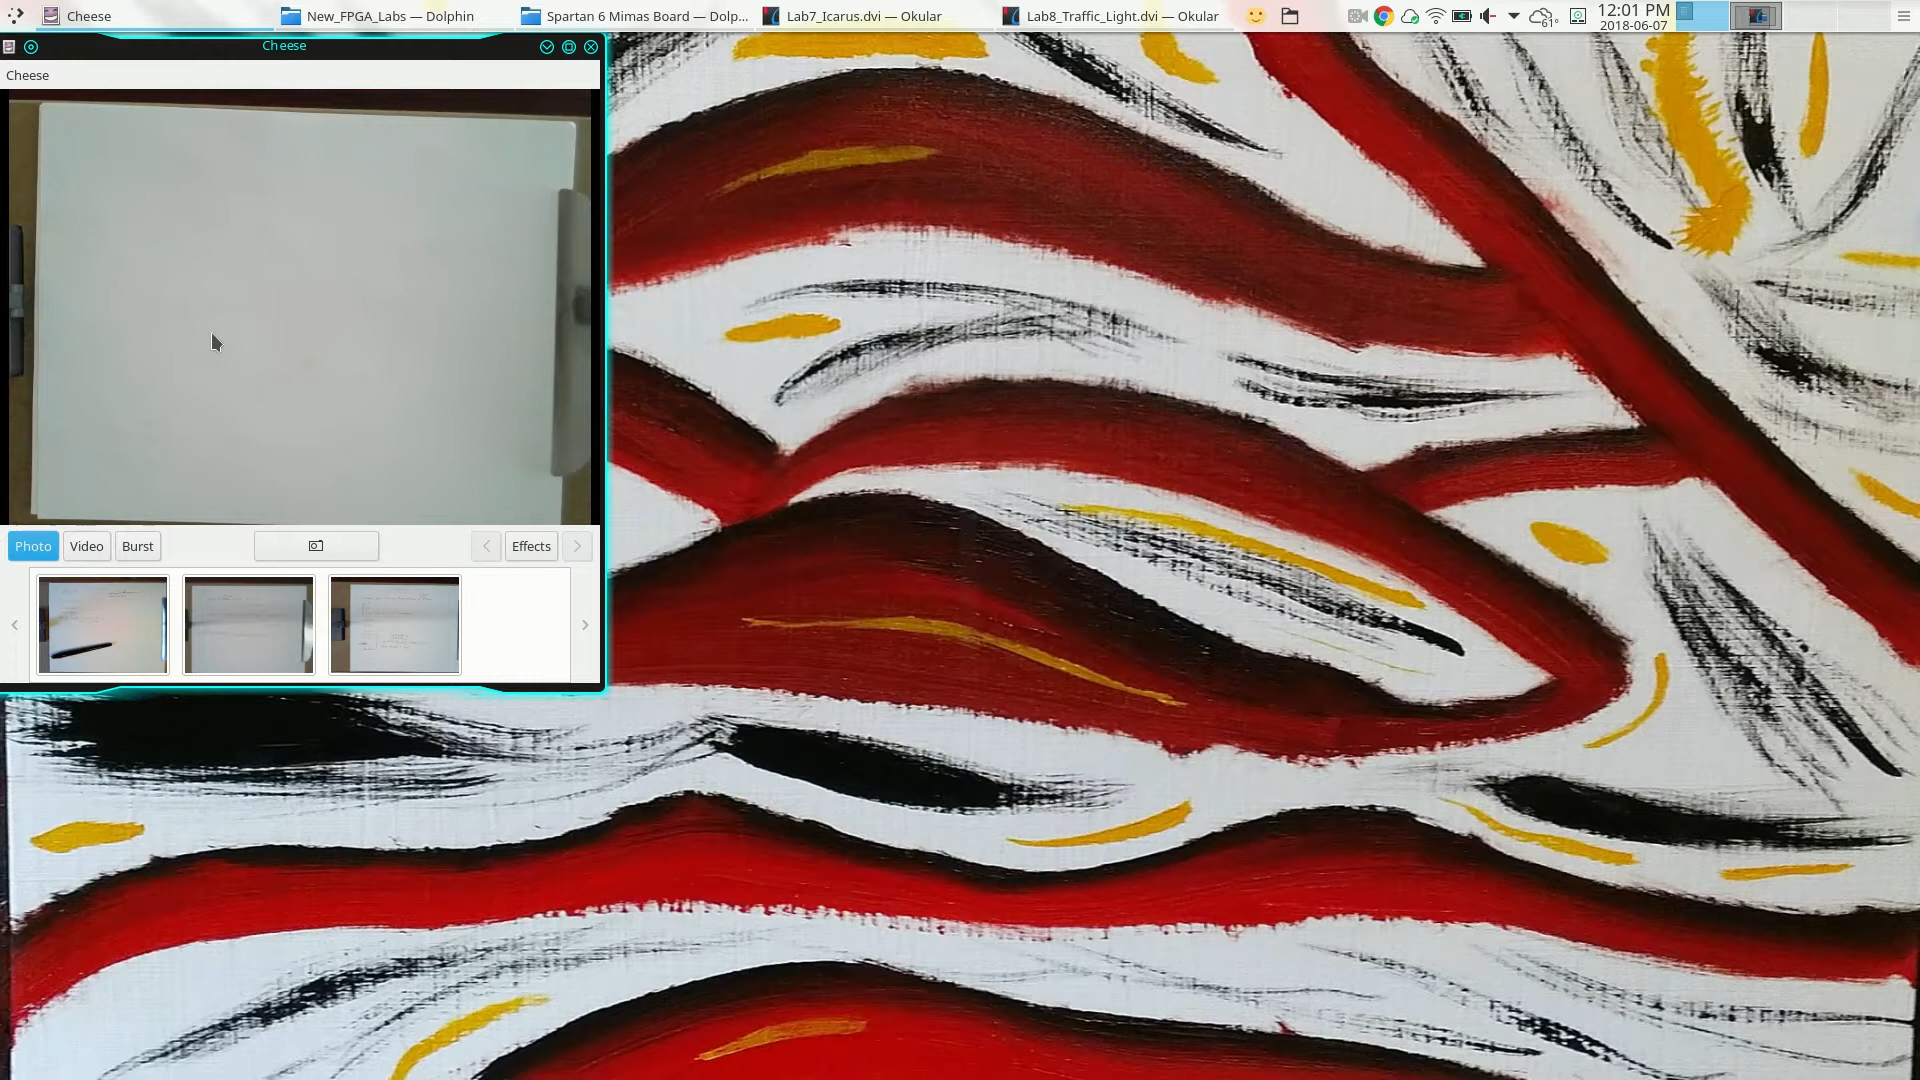 Cheese
New_FPGA_Labs — Dolphin
Spartan 6 Mimas Board — Dolp...
Lab7_Icarus.dvi — Okular
Lab8_Traffic_Light.dvi — Okular
61°
12:01 PM
2018-06-07
Cheese
Cheese
Photo
Video
Burst
Effects